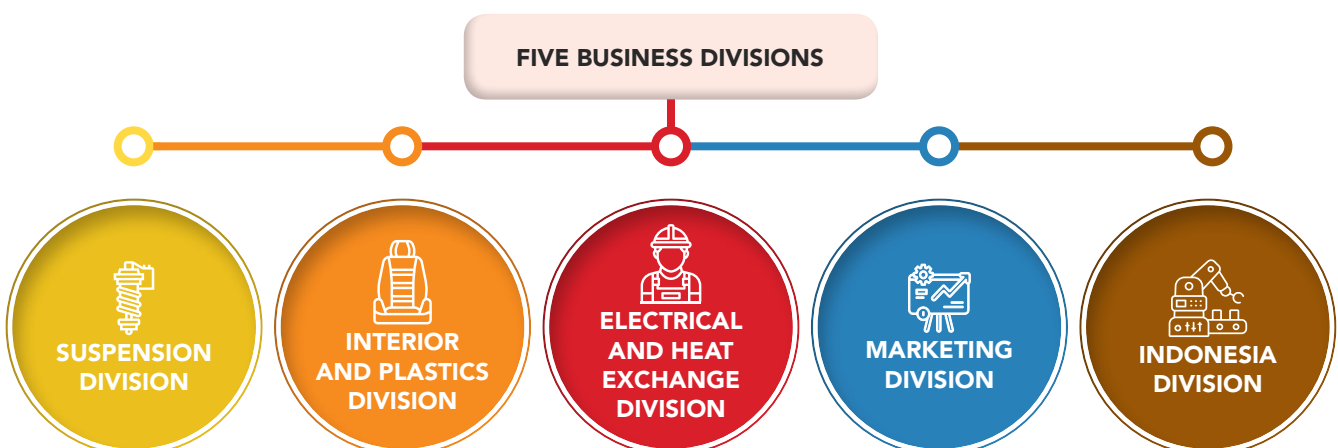 FIVE BUSINESS DIVISIONS
SUSPENSION
DIVISION
INTERIOR
AND PLASTICS
DIVISION
ELECTRICAL
AND HEAT
EXCHANGE
DIVISION
MARKETING
DIVISION
INDONESIA
DIVISION